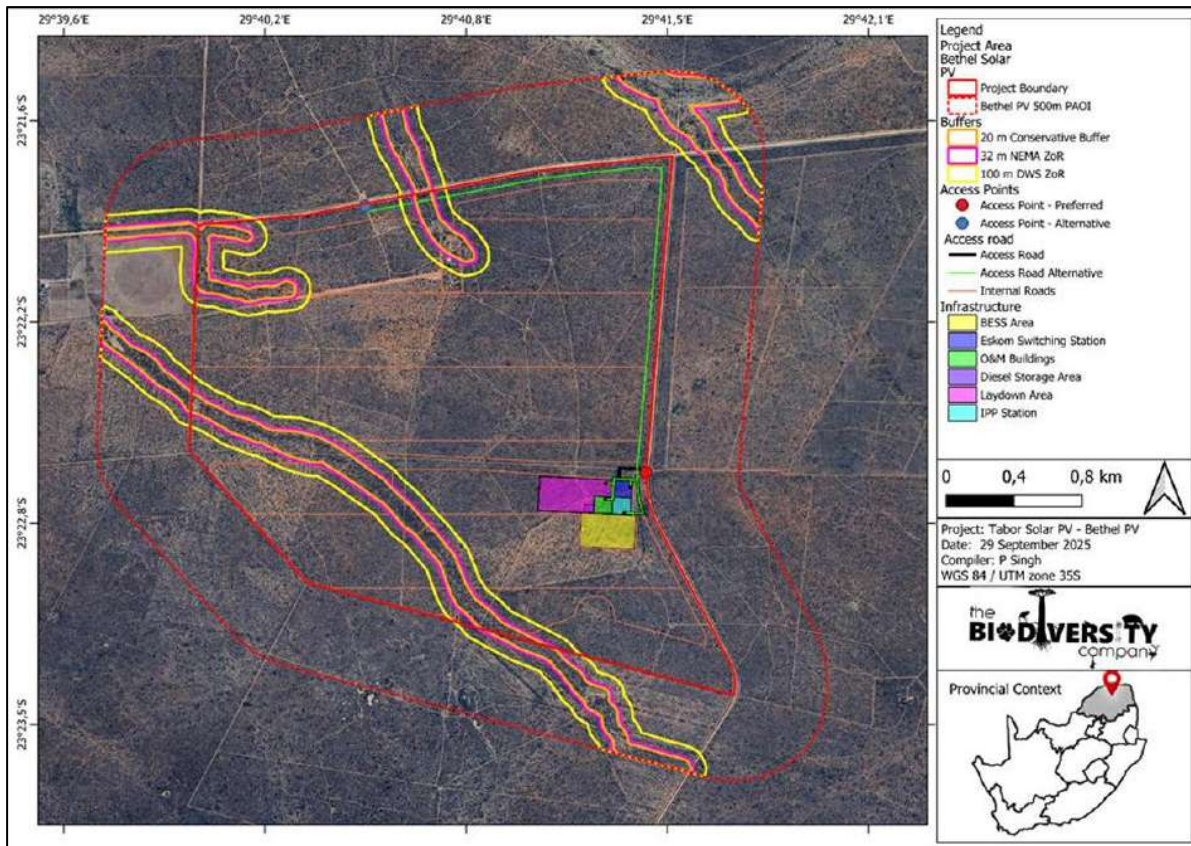 29°39,6'E
29°40,2'E
29°40,8'E
29°41,5'E
29°42,1'E
23°21,6'S
23°22,2'S
23°22,8'S
23°23,5'S
Legend
Project Area
Bethel Solar
PV
Project Boundary
Bethel PV 500m PAOI
Buffers
20 m Conservative Buffer
32 m NEMA ZoR
100 m DWS ZoR
Access Points
Access Point - Preferred
Access Point - Alternative
Access road
Access Road
Access Road Alternative
Internal Roads
Infrastructure
BESS Area
Eskom Switching Station
O&M Buildings
Diesel Storage Area
Laydown Area
IPP Station
0 0,4 0,8 km
Project: Tabor Solar PV - Bethel PV
Date: 29 September 2025
Compiler: P Singh
WGS 84 / UTM zone 35S
the
BIODIVERSITY
company
Provincial Context